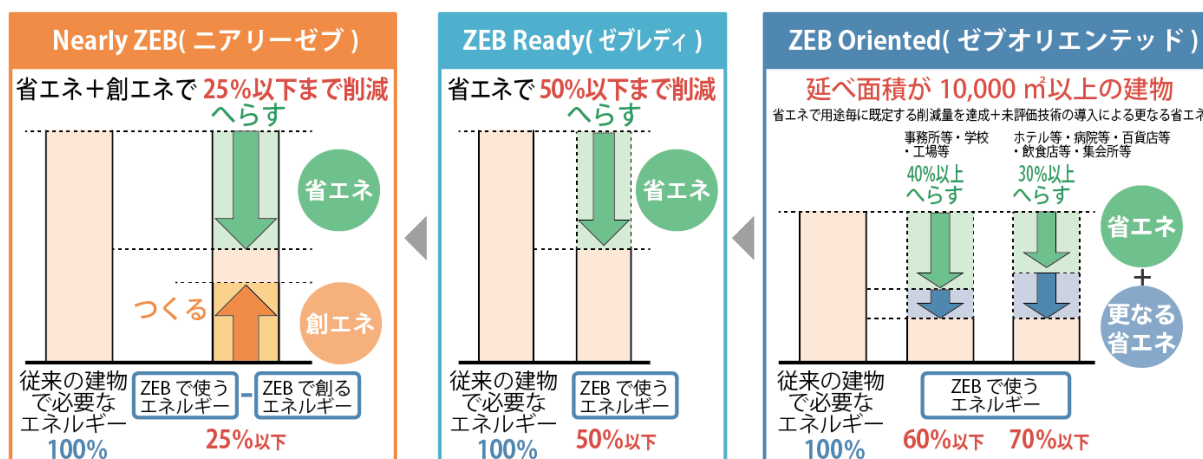 Nearly ZEB( ニアリーゼブ )
省エネ+創エネで 25%以下まで削減
へらす
省エネ
つくる
創エネ
従来の建物
で必要な
エネルギー
100%
ZEB で使う
エネルギー
-
ZEB で創る
エネルギー
25%以下
ZEB Ready( ゼブレディ )
省エネで 50%以下まで削減
へらす
省エネ
従来の建物
で必要な
エネルギー
100%
ZEB で使う
エネルギー
50%以下
ZEB Oriented( ゼブオリエンテッド )
延べ面積が 10,000 ㎡以上の建物
省エネで用途毎に既定する削減量を達成+未評価技術の導入による更なる省エネ
事務所等・学校
・工場等
40%以上
へらす
ホテル等・病院等・百貨店等
・飲食店等・集会所等
30%以上
へらす
省エネ
+
更なる
省エネ
従来の建物
で必要な
エネルギー
100%
ZEB で使う
エネルギー
60%以下
70%以下